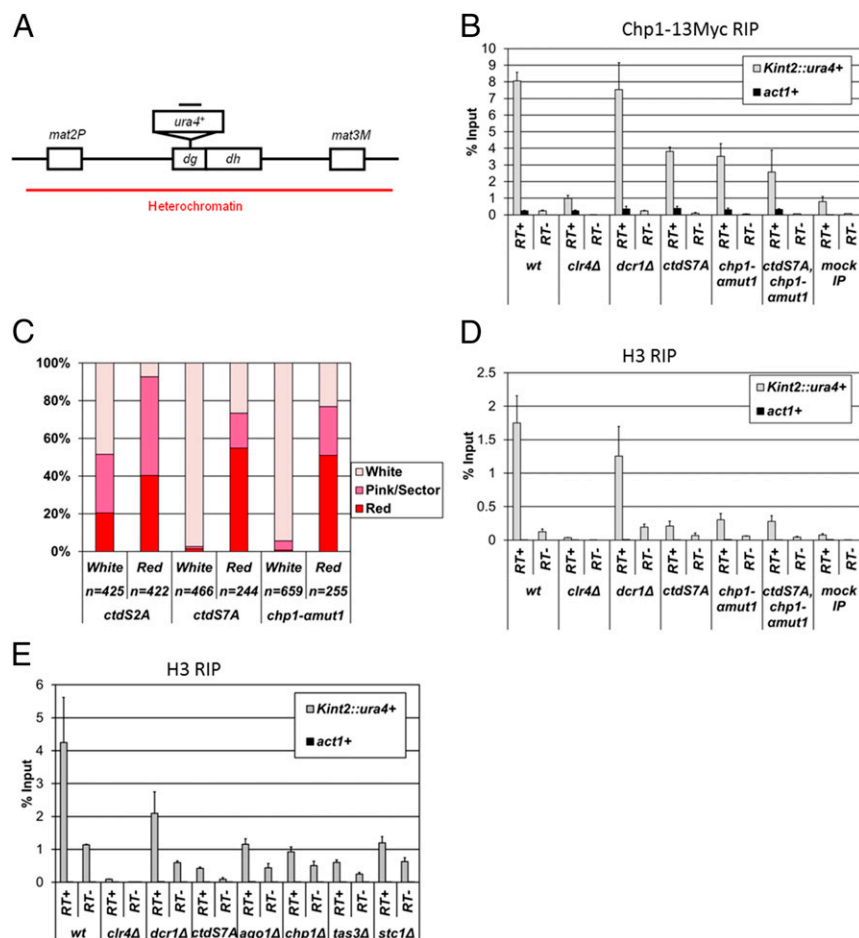 A
ura4+
mat2P
mat3M
dg
dh
Heterochromatin
B
Chp1-13Myc RIP
% Input
10
9
8
7
6
5
4
3
2
1
0
Kint2::ura4+
act1+
RT+ RT- RT+ RT- RT+ RT- RT+ RT- RT+ RT- RT+ RT- RT+ RT-
wt clr4Δ dcr1Δ ctdS7A chp1-αmut1 ctdS7A, chp1-αmut1 mock IP
C
100%
80%
60%
40%
20%
0%
White
Pink/Sector
Red
White Red White Red White Red
n=425 n=422 n=466 n=244 n=659 n=255
ctdS2A ctdS7A chp1-αmut1
D
H3 RIP
% Input
2.5
2
1.5
1
0.5
0
Kint2::ura4+
act1+
RT+ RT- RT+ RT- RT+ RT- RT+ RT- RT+ RT- RT+ RT- RT+ RT-
wt clr4Δ dcr1Δ ctdS7A chp1-αmut1 ctdS7A, chp1-αmut1 mock IP
E
H3 RIP
% Input
6
5
4
3
2
1
0
Kint2::ura4+
act1+
RT+ RT- RT+ RT- RT+ RT- RT+ RT- RT+ RT- RT+ RT- RT+ RT- RT+ RT-
wt clr4Δ dcr1Δ ctdS7A ago1Δ chp1Δ tas3Δ stc1Δ